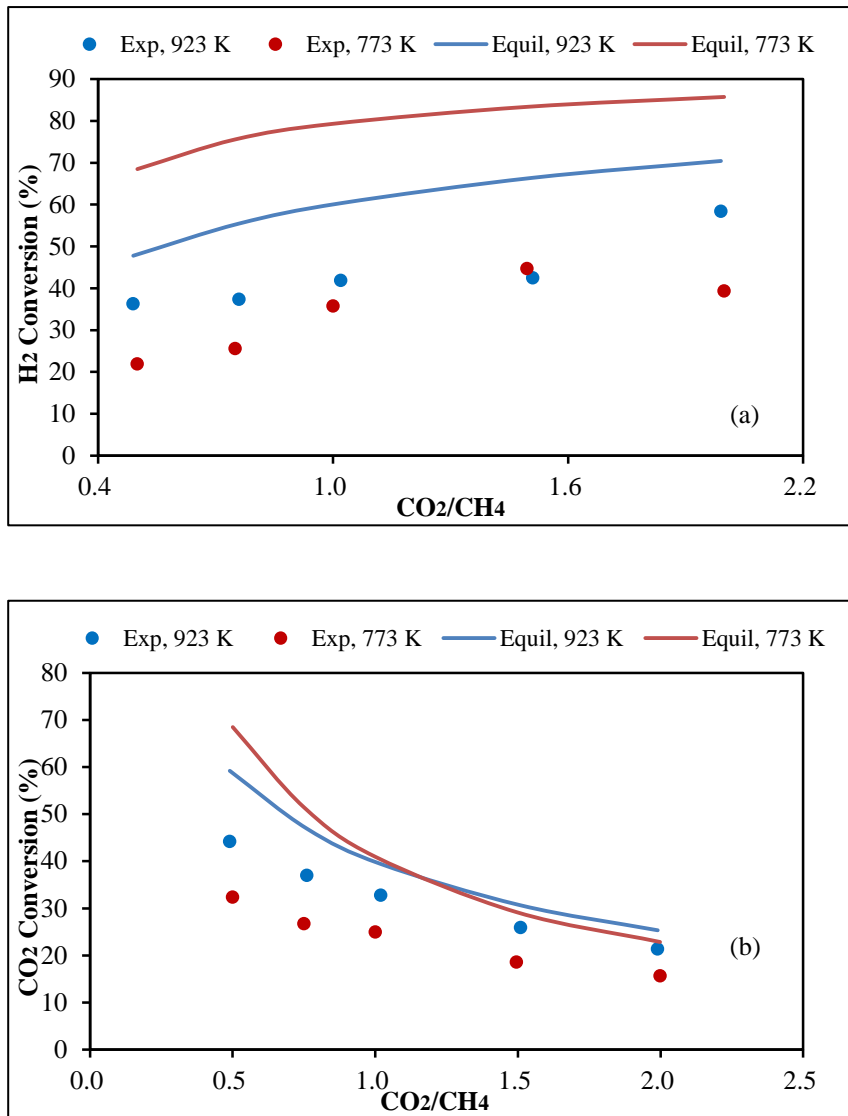 Exp, 923 K Exp, 773 K Equil, 923 K Equil, 773 K
90
80
70
60
50
40
30
20
10
0
H2 Conversion (%)
(a)
0.4 1.0 1.6 2.2
CO2/CH4
Exp, 923 K Exp, 773 K Equil, 923 K Equil, 773 K
80
70
60
50
40
30
20
10
0
CO2 Conversion (%)
(b)
0.0 0.5 1.0 1.5 2.0 2.5
CO2/CH4